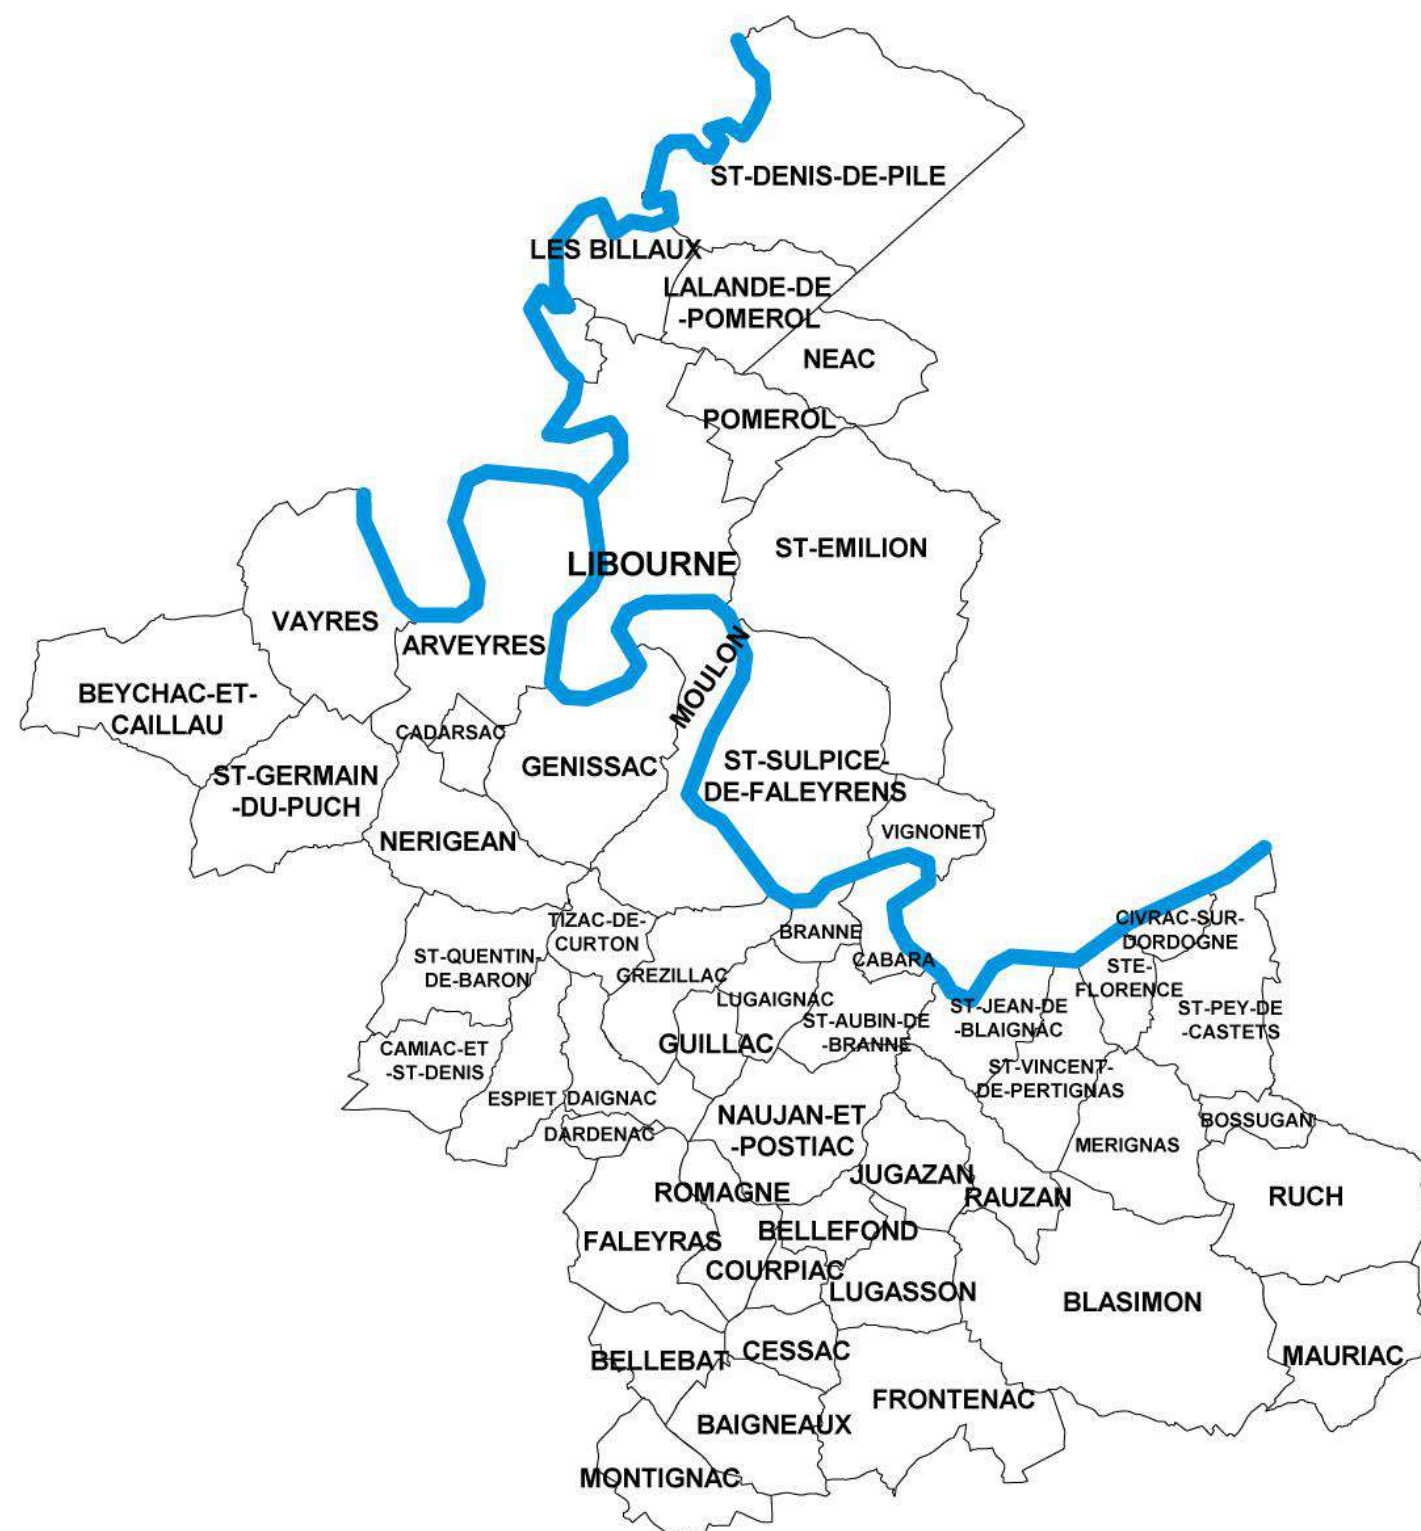 ST-DENIS-DE-PILE
LES BILLAUX
LALANDE-DE
-POMEROL
NEAC
POMEROL
ST-EMILION
LIBOURNE
VAYRES
ARVEYRES
MOULON
BEYCHAC-ET-
CAILLAU
CADARSAC
GENISSAC
ST-SULPICE-
DE-FALEYRENS
ST-GERMAIN
-DU-PUCH
VIGNONET
NERIGEAN
TIZAC-DE-
CURTON
BRANNE
CIVRAC-SUR-
DORDOGNE
ST-QUENTIN-
DE-BARON
GREZILLAC
CABARA
STE-
FLORENCE
LUGAIGNAC
ST-JEAN-DE
-BLAIGNAC
ST-PEY-DE
-CASTETS
ST-AUBIN-DE
-BRANNE
GUILLAC
CAMIAC-ET
-ST-DENIS
ST-VINCENT-
DE-PERTIGNAS
ESPIET
DAIGNAC
NAUJAN-ET
-POSTIAC
BOSSUGAN
DARDENAC
MERIGNAS
JUGAZAN
ROMAGNE
RAUZAN
RUCH
FALEYRAS
BELLEFOND
COURPIAC
LUGASSON
BLASIMON
BELLEBAT
CESSAC
MAURIAC
FRONTENAC
BAIGNEAUX
MONTIGNAC